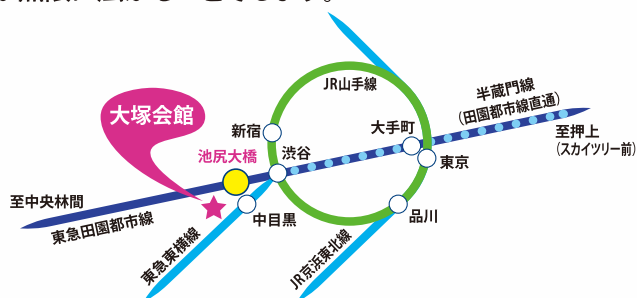 JR山手線
半蔵門線
(田園都市線直通)
大塚会館
新宿
大手町
至押上
(スカイツリー前)
池尻大橋
渋谷
東京
至中央林間
東急田園都市線
中目黒
品川
東急東横線
JR京浜東北線